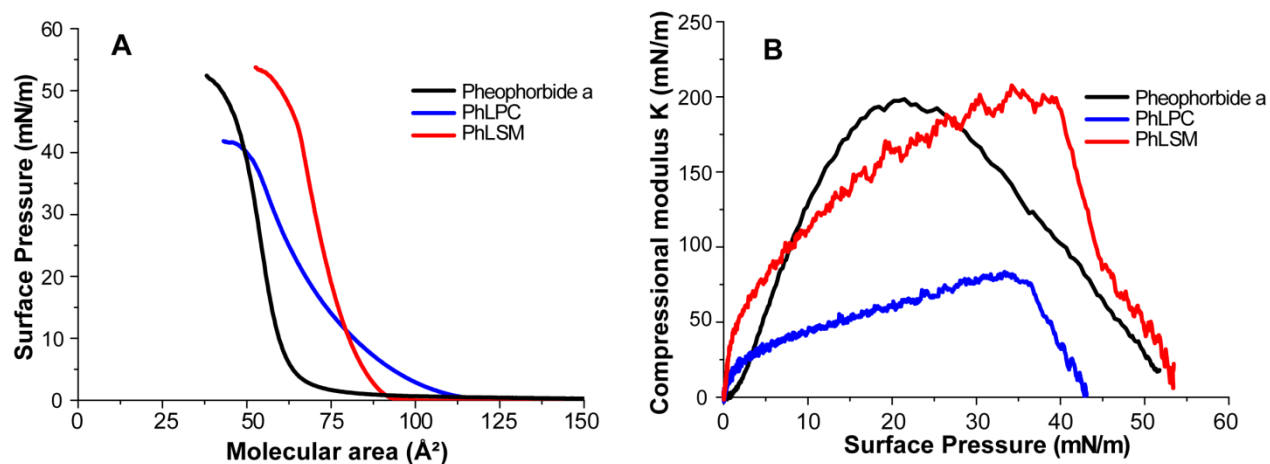 A
Surface Pressure (mN/m)
60
50
40
30
20
10
0
Pheophorbide a
PhLPC
PhLSM
0 25 50 75 100 125 150
Molecular area (Å²)
B
Compressional modulus K (mN/m)
250
200
150
100
50
0
Pheophorbide a
PhLPC
PhLSM
0 10 20 30 40 50 60
Surface Pressure (mN/m)